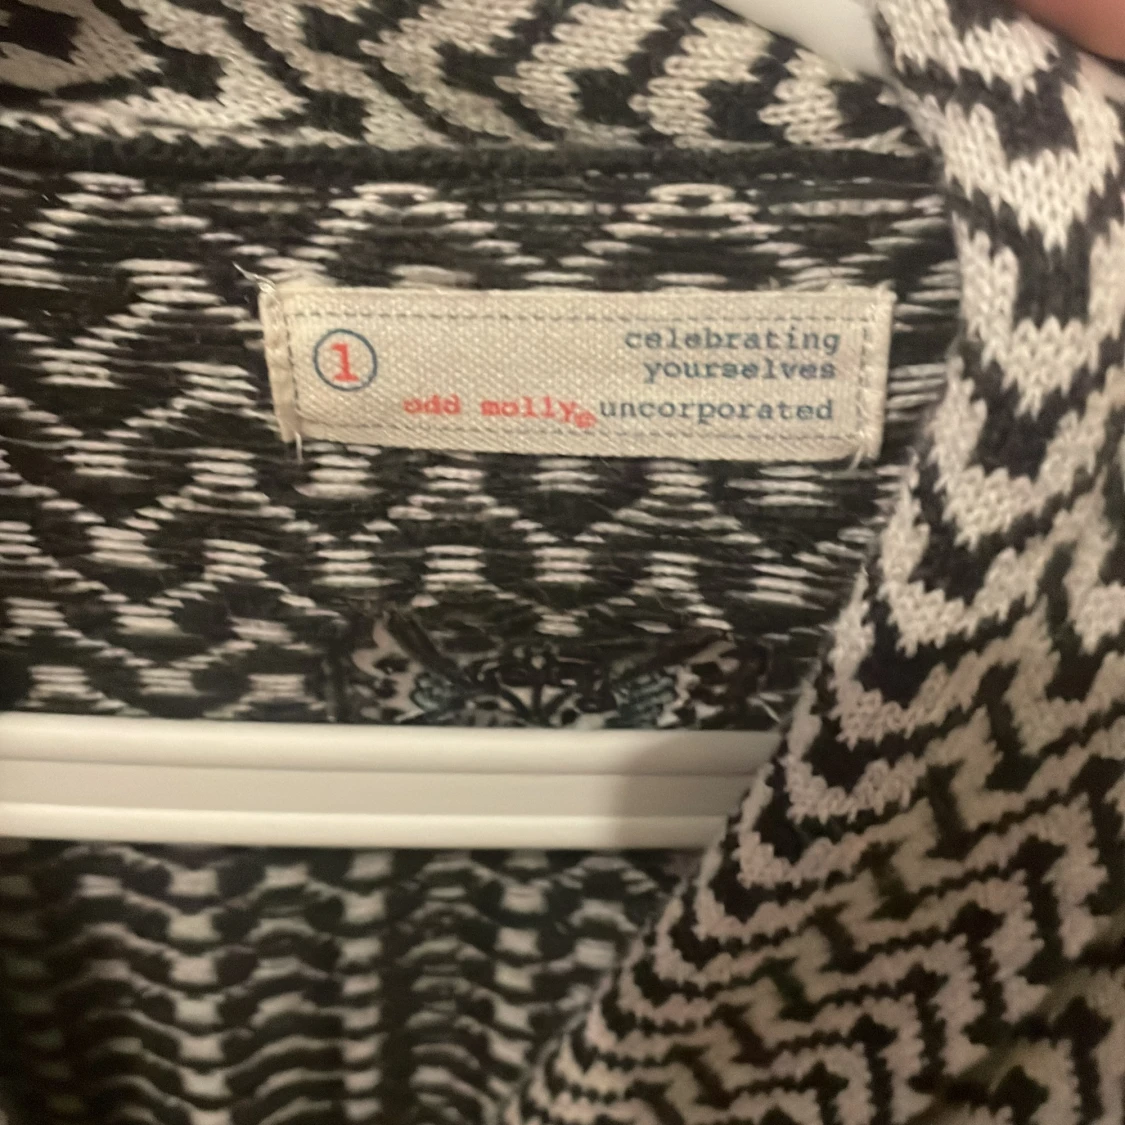 1
celebrating
yourselves
odd molly® uncorporated